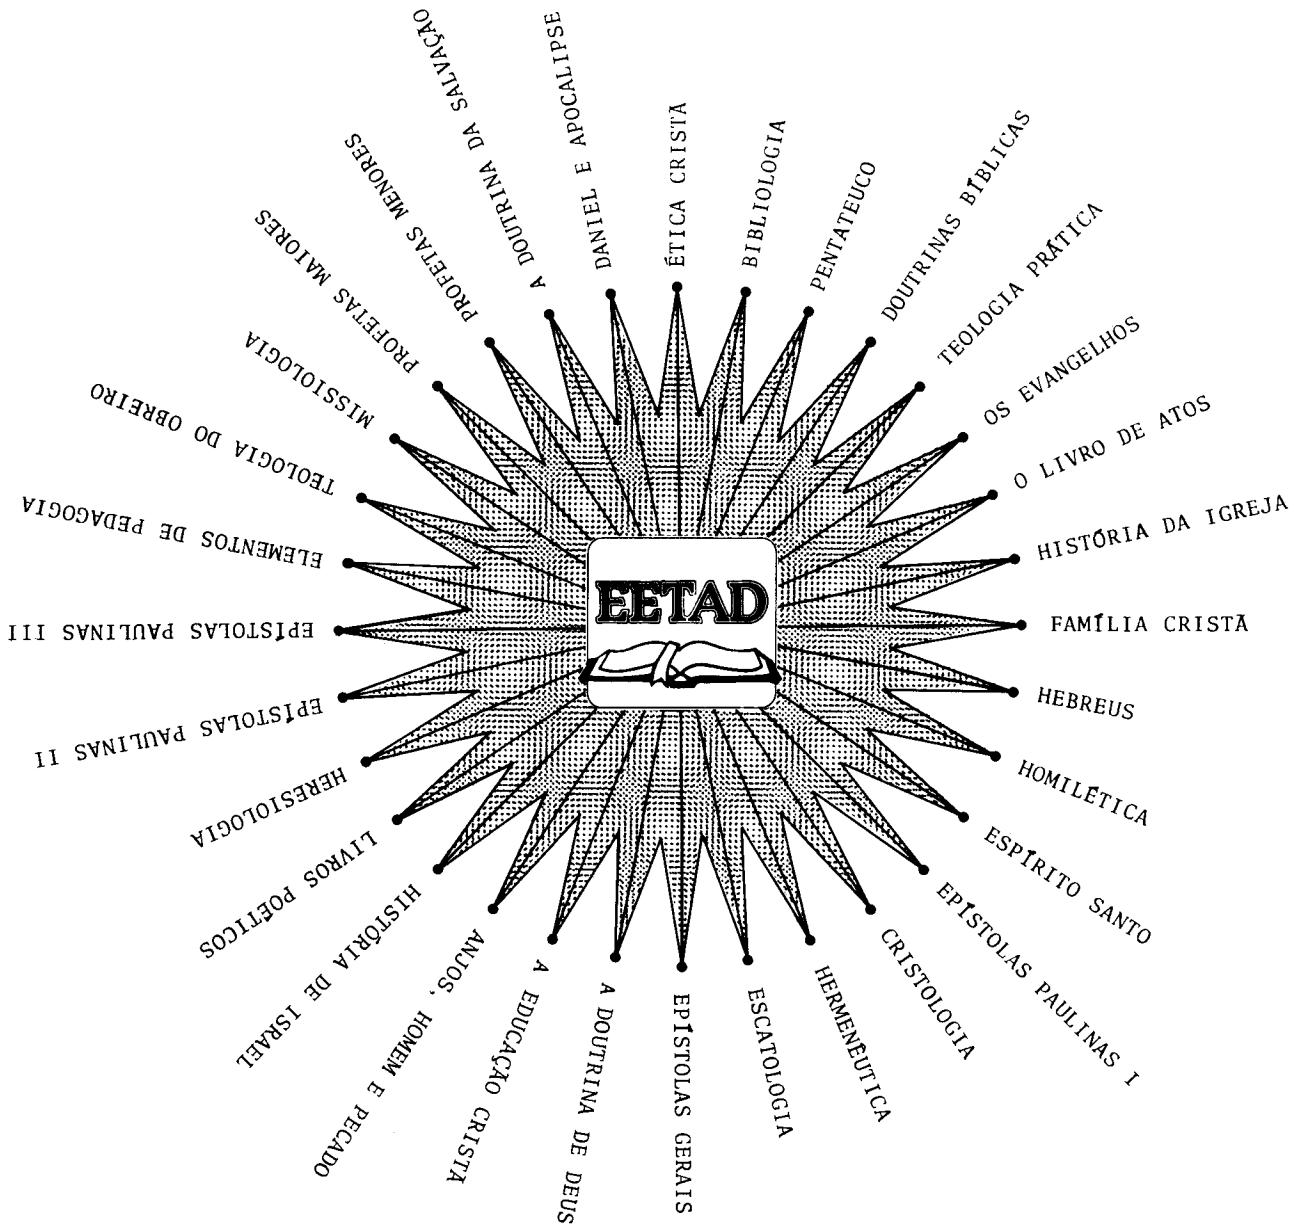 ÉTICA CRISTÃ
BIBLIOLOGIA
PENTATEUCO
DOUTRINAS BÍBLICAS
TEOLOGIA PRÁTICA
OS EVANGELHOS
O LIVRO DE ATOS
HISTÓRIA DA IGREJA
FAMÍLIA CRISTÃ
HEBREUS
HOMILÉTICA
ESPÍRITO SANTO
EPÍSTOLAS PAULINAS I
CRISTOLOGIA
HERMENÊUTICA
ESCATOLOGIA
EPÍSTOLAS GERAIS
A DOUTRINA DE DEUS
A EDUCAÇÃO CRISTÃ
ANJOS, HOMEM E PECADO
HISTÓRIA DE ISRAEL
LIVROS POÉTICOS
HERESIOLOGIA
EPÍSTOLAS PAULINAS II
EPÍSTOLAS PAULINAS III
ELEMENTOS DE PEDAGOGIA
TEOLOGIA DO OBREIRO
MISSIOLOGIA
PROFETAS MAIORES
PROFETAS MENORES
A DOUTRINA DA SALVAÇÃO
DANIEL E APOCALIPSE
EETAD